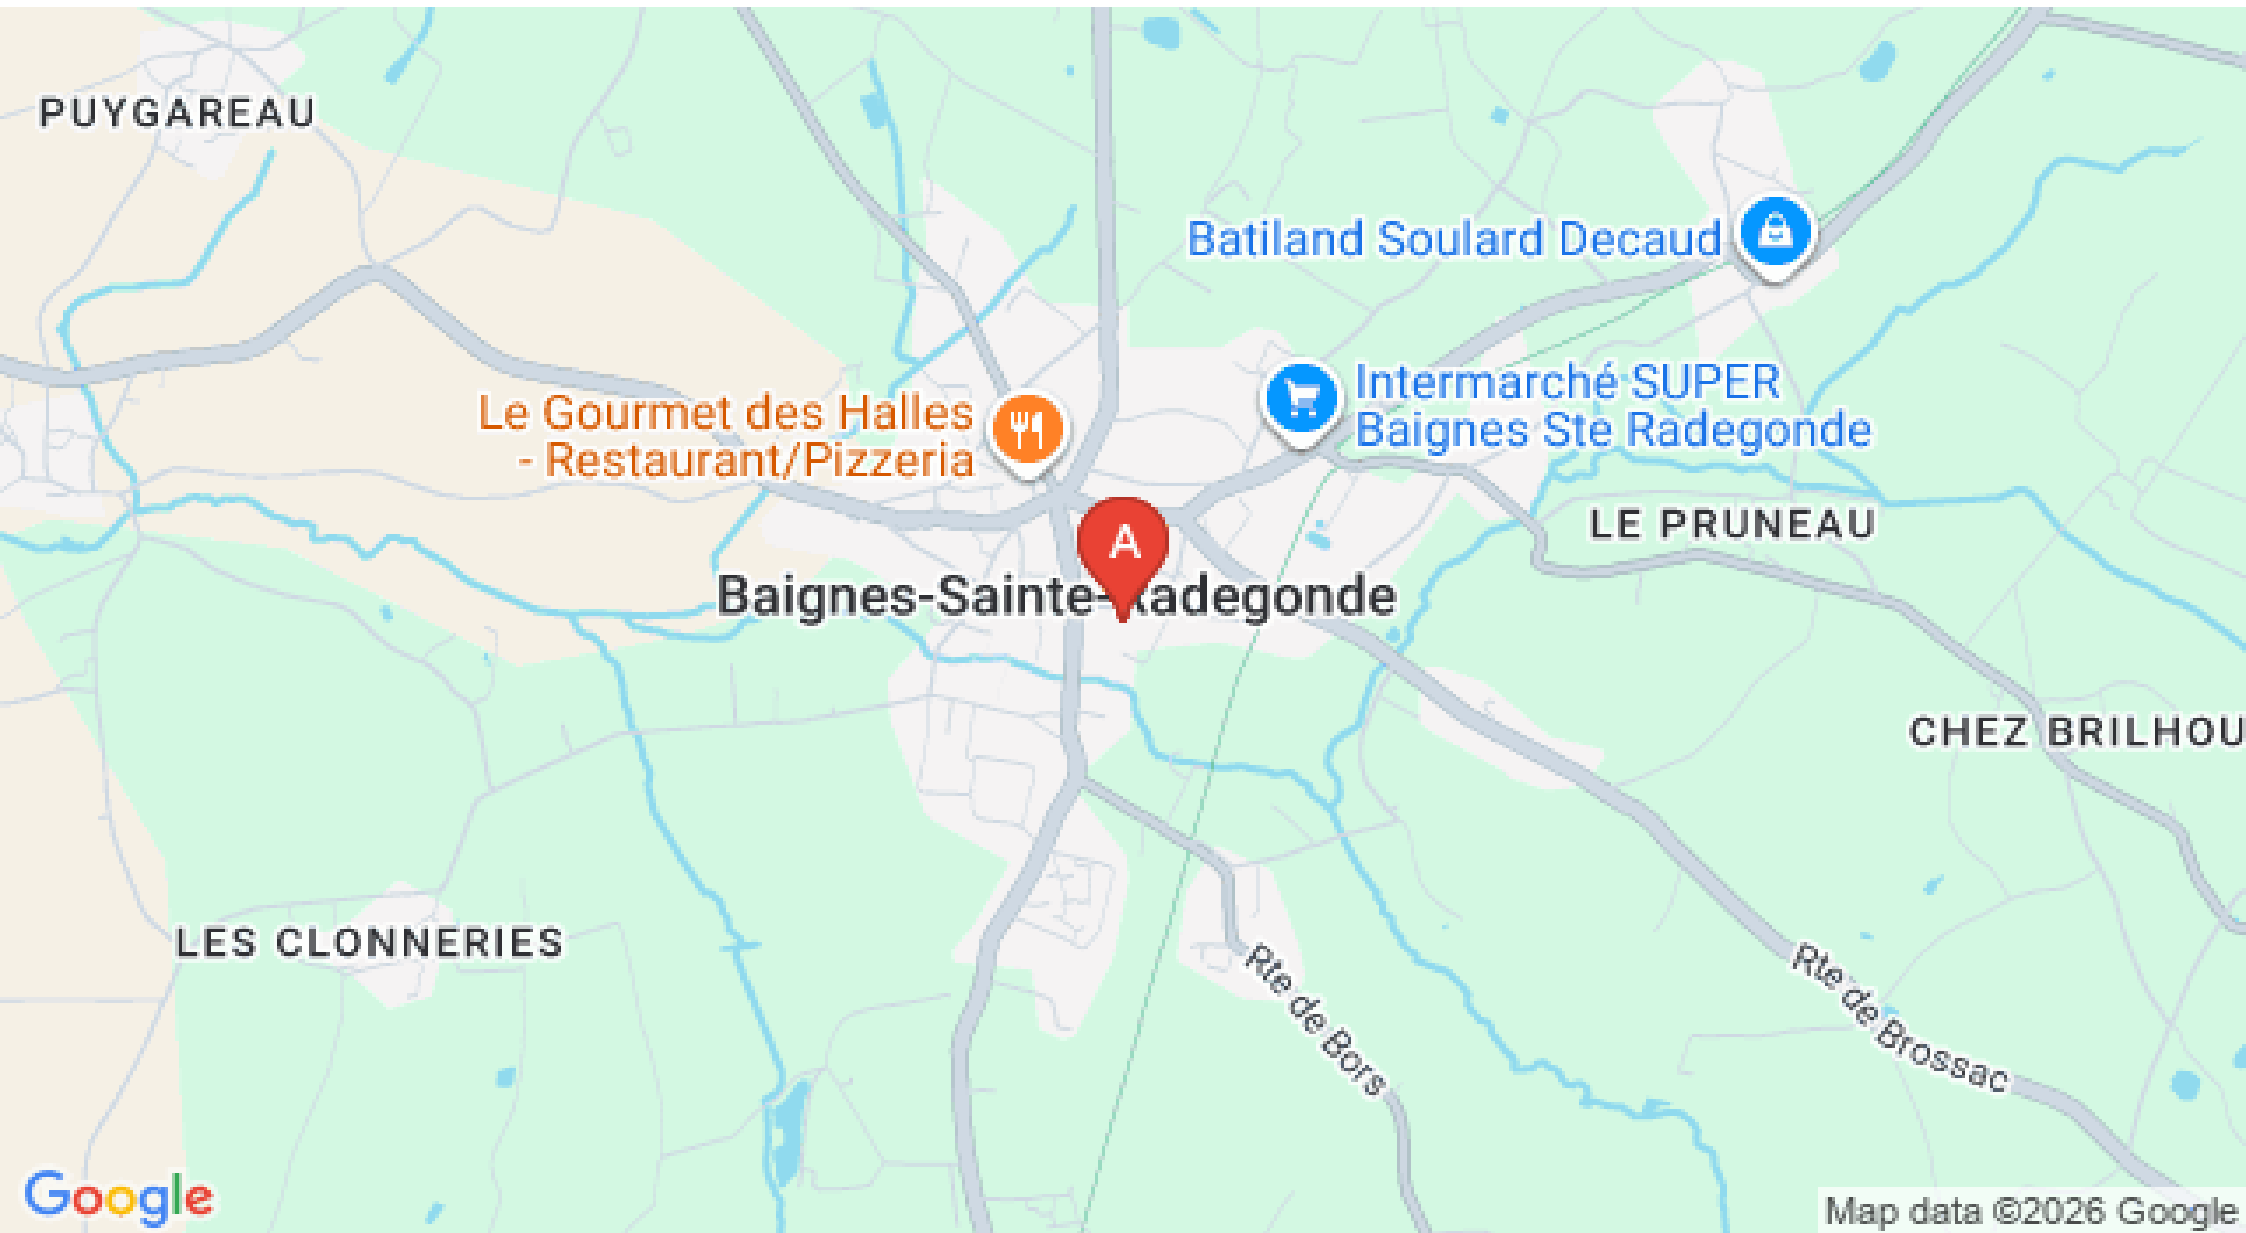 PUYGAREAU
Batiland Soulard Decaud
Le Gourmet des Halles
- Restaurant/Pizzeria
Intermarché SUPER
Baignes Ste Radegonde
LE PRUNEAU
A
Baignes-Sainte-Radegonde
CHEZ BRILHOU
LES CLONNERIES
Rte de Bors
Rte de Brossac
Google
Map data ©2026 Google